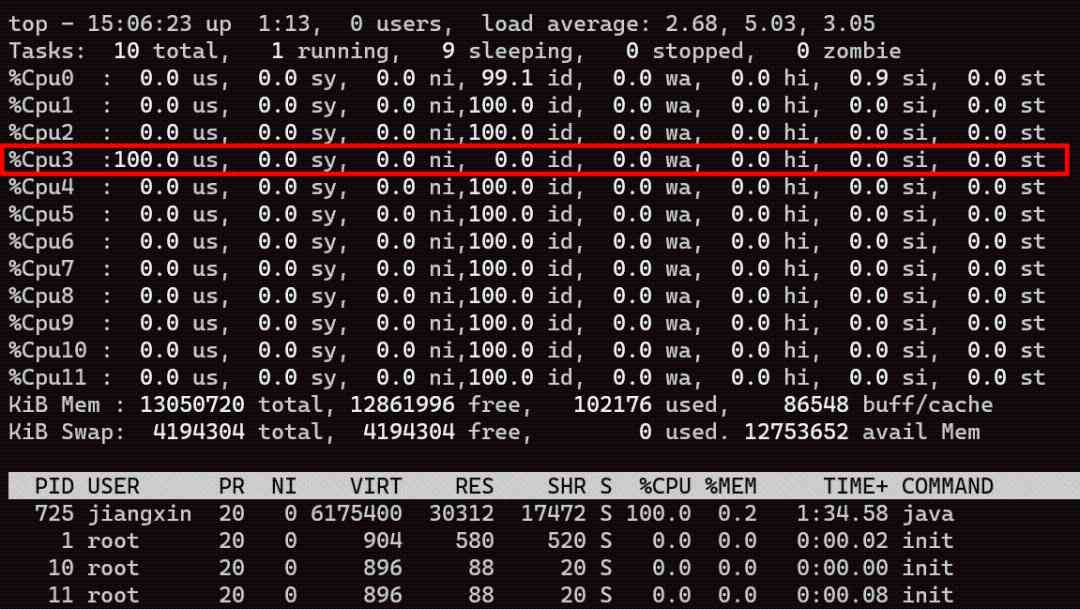 top - 15:06:23 up  1:13,  0 users,  load average: 2.68, 5.03, 3.05
Tasks:  10 total,   1 running,   9 sleeping,   0 stopped,   0 zombie
%Cpu0  :  0.0 us,  0.0 sy,  0.0 ni, 99.1 id,  0.0 wa,  0.0 hi,  0.9 si,  0.0 st
%Cpu1  :  0.0 us,  0.0 sy,  0.0 ni,100.0 id,  0.0 wa,  0.0 hi,  0.0 si,  0.0 st
%Cpu2  :  0.0 us,  0.0 sy,  0.0 ni,100.0 id,  0.0 wa,  0.0 hi,  0.0 si,  0.0 st
%Cpu3  :100.0 us,  0.0 sy,  0.0 ni,  0.0 id,  0.0 wa,  0.0 hi,  0.0 si,  0.0 st
%Cpu4  :  0.0 us,  0.0 sy,  0.0 ni,100.0 id,  0.0 wa,  0.0 hi,  0.0 si,  0.0 st
%Cpu5  :  0.0 us,  0.0 sy,  0.0 ni,100.0 id,  0.0 wa,  0.0 hi,  0.0 si,  0.0 st
%Cpu6  :  0.0 us,  0.0 sy,  0.0 ni,100.0 id,  0.0 wa,  0.0 hi,  0.0 si,  0.0 st
%Cpu7  :  0.0 us,  0.0 sy,  0.0 ni,100.0 id,  0.0 wa,  0.0 hi,  0.0 si,  0.0 st
%Cpu8  :  0.0 us,  0.0 sy,  0.0 ni,100.0 id,  0.0 wa,  0.0 hi,  0.0 si,  0.0 st
%Cpu9  :  0.0 us,  0.0 sy,  0.0 ni,100.0 id,  0.0 wa,  0.0 hi,  0.0 si,  0.0 st
%Cpu10 :  0.0 us,  0.0 sy,  0.0 ni,100.0 id,  0.0 wa,  0.0 hi,  0.0 si,  0.0 st
%Cpu11 :  0.0 us,  0.0 sy,  0.0 ni,100.0 id,  0.0 wa,  0.0 hi,  0.0 si,  0.0 st
KiB Mem : 13050720 total, 12861996 free,   102176 used,    86548 buff/cache
KiB Swap:  4194304 total,  4194304 free,        0 used. 12753652 avail Mem
  PID USER      PR  NI    VIRT    RES    SHR S  %CPU %MEM     TIME+ COMMAND
  725 jiangxin  20   0 6175400  30312  17472 S 100.0  0.2   1:34.58 java
    1 root      20   0     904    580    520 S   0.0  0.0   0:00.02 init
   10 root      20   0     896     88     20 S   0.0  0.0   0:00.00 init
   11 root      20   0     896     88     20 S   0.0  0.0   0:00.08 init